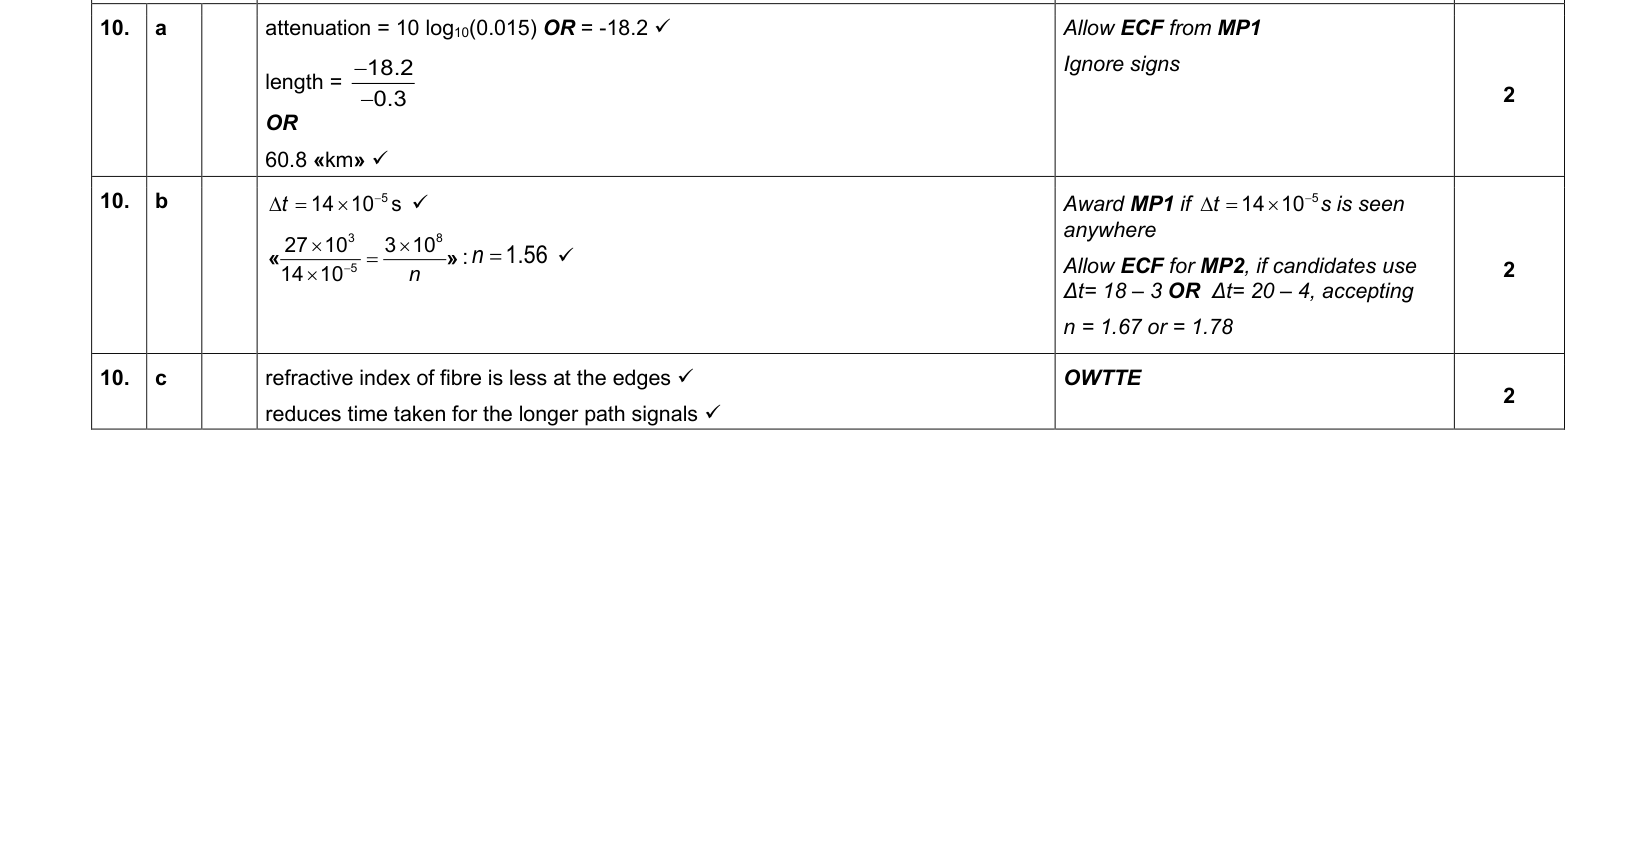 10. a attenuation = 10 log₁₀(0.015) OR = -18.2 ✓ Allow ECF from MP1
length = −18.2 / −0.3 Ignore signs
2
OR
60.8 «km» ✓
10. b Δt = 14 × 10⁻⁵ s ✓ Award MP1 if Δt = 14 × 10⁻⁵ s is seen
anywhere
« 27 × 10³ / 14 × 10⁻⁵ = 3 × 10⁸ / n » : n = 1.56 ✓ Allow ECF for MP2, if candidates use
2
Δt= 18 – 3 OR Δt= 20 – 4, accepting
n = 1.67 or = 1.78
10. c refractive index of fibre is less at the edges ✓ OWTTE
2
reduces time taken for the longer path signals ✓